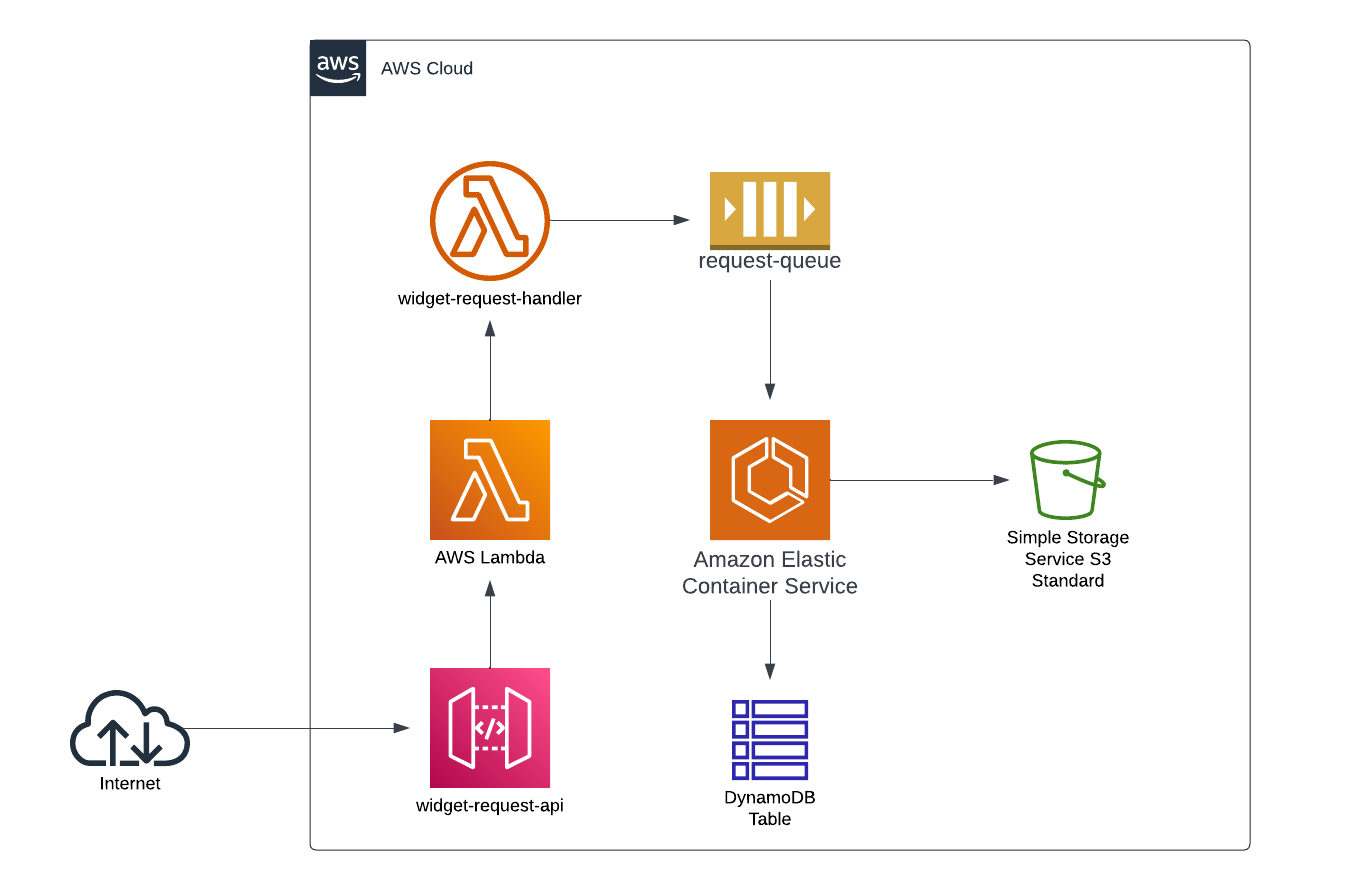 aws
AWS Cloud
widget-request-handler
request-queue
AWS Lambda
Amazon Elastic
Container Service
Simple Storage
Service S3
Standard
Internet
widget-request-api
</>
DynamoDB
Table